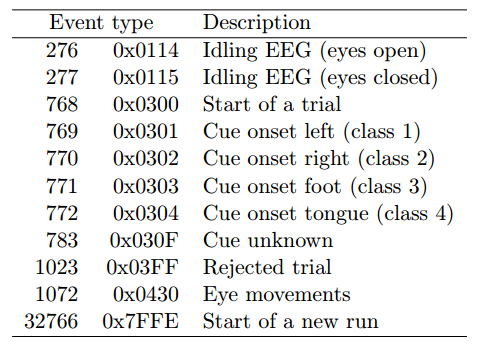 Event type Description
276 0x0114 Idling EEG (eyes open)
277 0x0115 Idling EEG (eyes closed)
768 0x0300 Start of a trial
769 0x0301 Cue onset left (class 1)
770 0x0302 Cue onset right (class 2)
771 0x0303 Cue onset foot (class 3)
772 0x0304 Cue onset tongue (class 4)
783 0x030F Cue unknown
1023 0x03FF Rejected trial
1072 0x0430 Eye movements
32766 0x7FFE Start of a new run